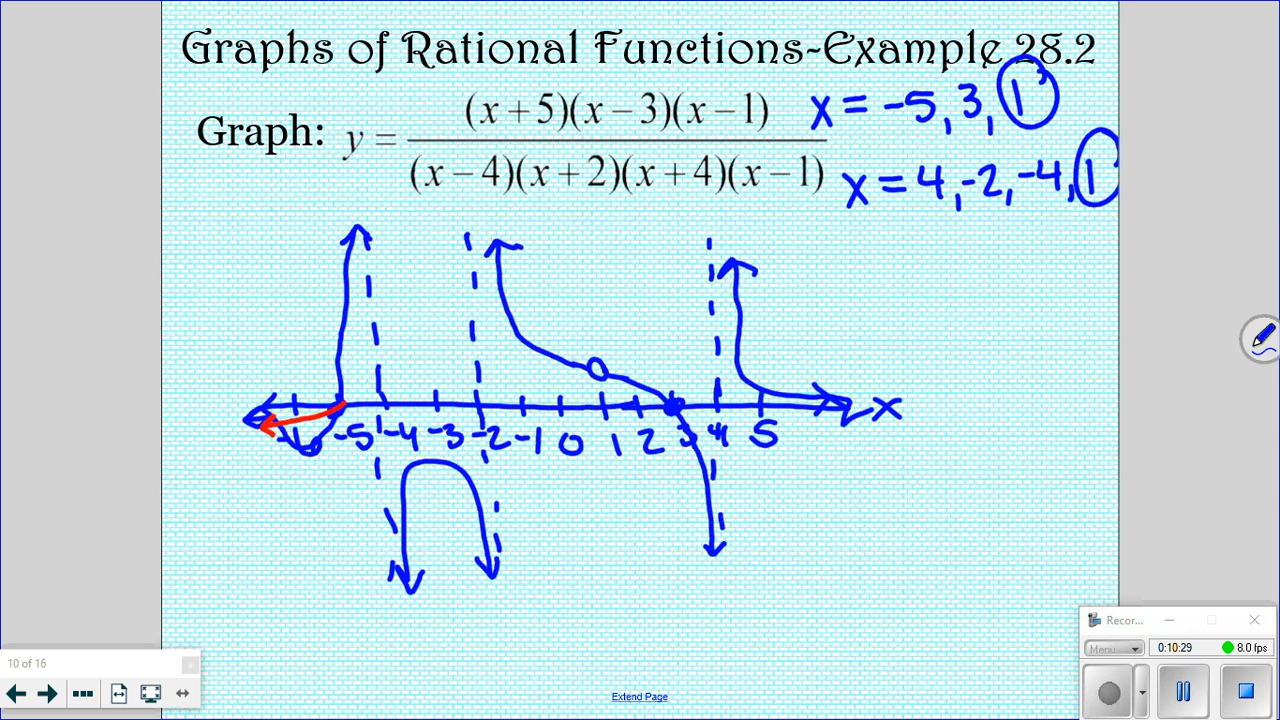 Graphs of Rational Functions-Example 28.2
Graph: y = (x + 5)(x − 3)(x − 1) / (x − 4)(x + 2)(x + 4)(x − 1)
x = -5, 3, 1
x = 4, -2, -4, 1
-5 -4 -3 -2 -1 0 1 2 3 4 5 x
Recor...
Menu 0:10:29 8.0 fps
10 of 16
Extend Page